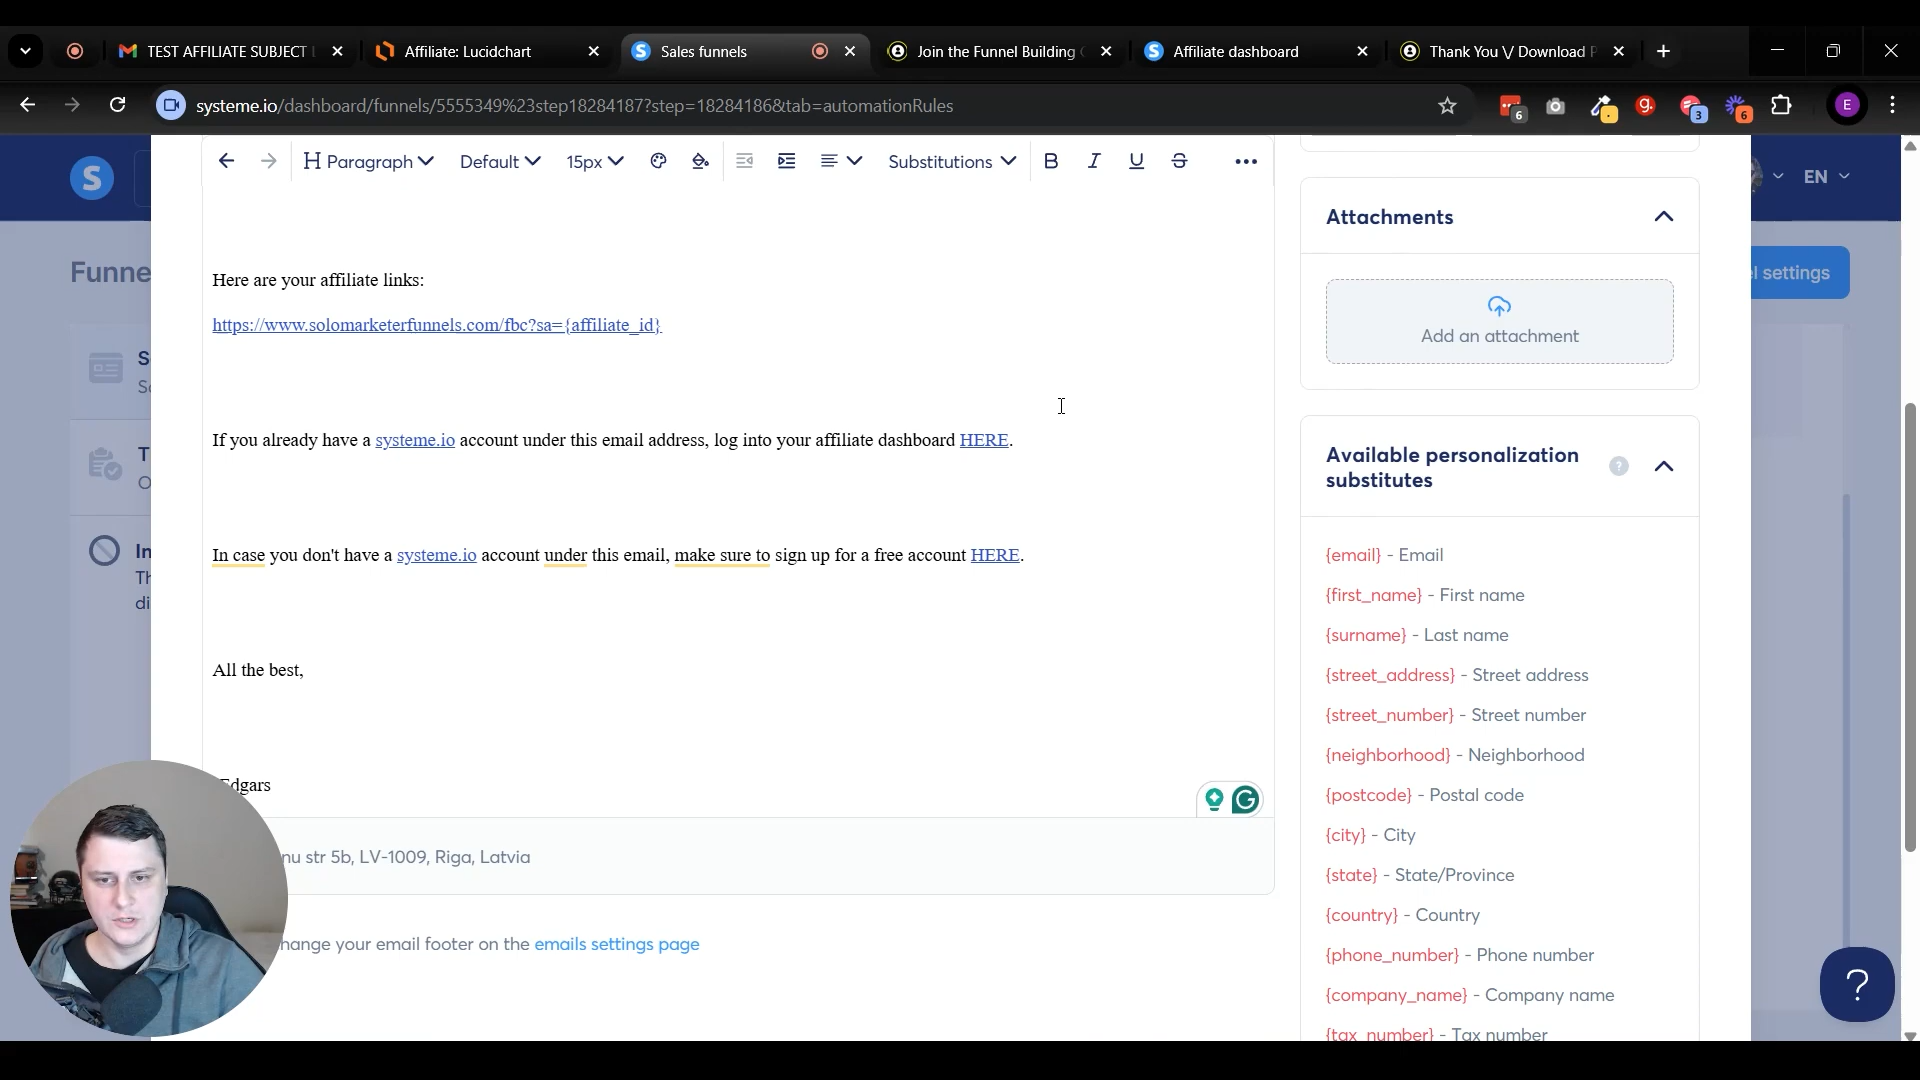 TEST AFFILIATE SUBJECT
Affiliate: Lucidchart
Sales funnels
Join the Funnel Building
Affiliate dashboard
Thank You \/ Download
systeme.io/dashboard/funnels/5555349%23step18284187?step=18284186&tab=automationRules
6
g.
3
6
E
S
EN
Paragraph
Default
15px
Substitutions
B
I
U
S
Funne
l settings
Here are your affiliate links:
https://www.solomarketerfunnels.com/fbc?sa={affiliate_id}
If you already have a systeme.io account under this email address, log into your affiliate dashboard HERE.
In case you don't have a systeme.io account under this email, make sure to sign up for a free account HERE.
All the best,
Edgars
nu str 5b, LV-1009, Riga, Latvia
hange your email footer on the emails settings page
Attachments
Add an attachment
Available personalization
substitutes
?
{email} - Email
{first_name} - First name
{surname} - Last name
{street_address} - Street address
{street_number} - Street number
{neighborhood} - Neighborhood
{postcode} - Postal code
{city} - City
{state} - State/Province
{country} - Country
{phone_number} - Phone number
{company_name} - Company name
{tax_number} - Tax number
S
T
O
In
Th
di
?